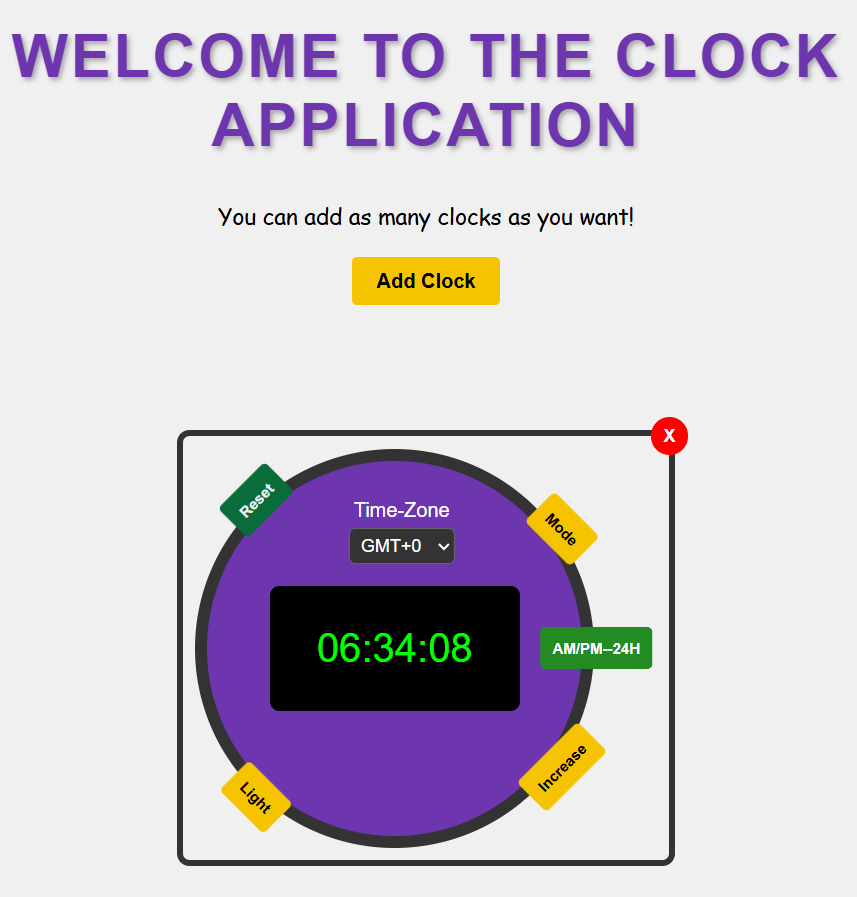 WELCOME TO THE CLOCK
APPLICATION
You can add as many clocks as you want!
Add Clock
X
Reset
Time-Zone
Mode
GMT+0
06:34:08
AM/PM--24H
Light
Increase